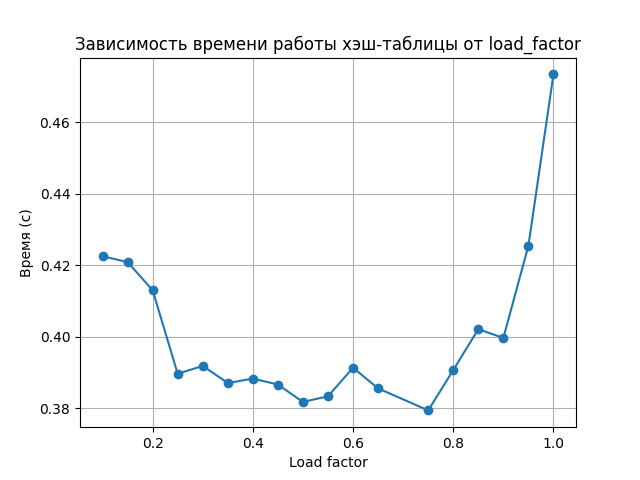 Зависимость времени работы хэш-таблицы от load_factor
0.46
0.44
0.42
0.40
0.38
Время (с)
0.2 0.4 0.6 0.8 1.0
Load factor